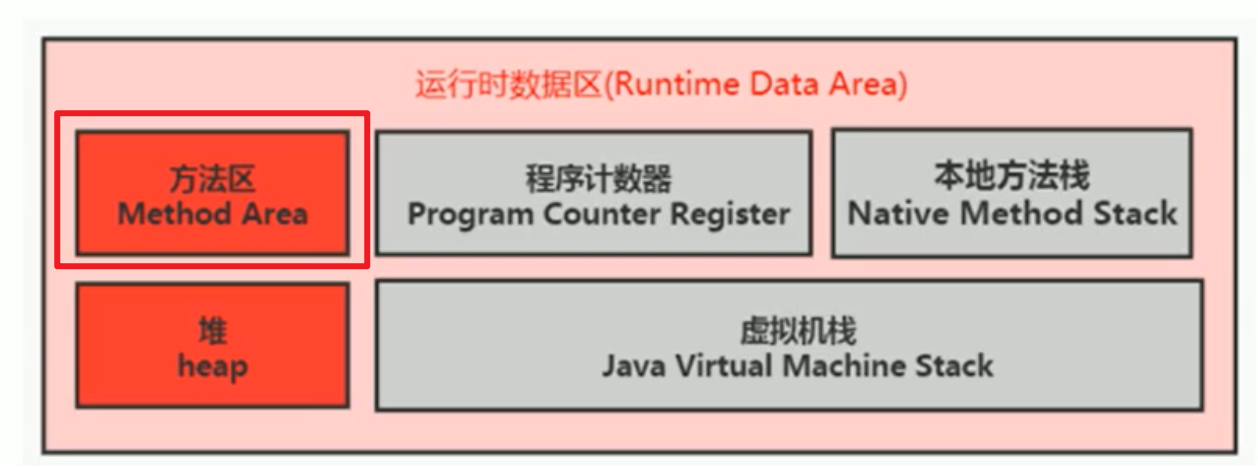 运行时数据区(Runtime Data Area)
方法区
Method Area
程序计数器
Program Counter Register
本地方法栈
Native Method Stack
堆
heap
虚拟机栈
Java Virtual Machine Stack